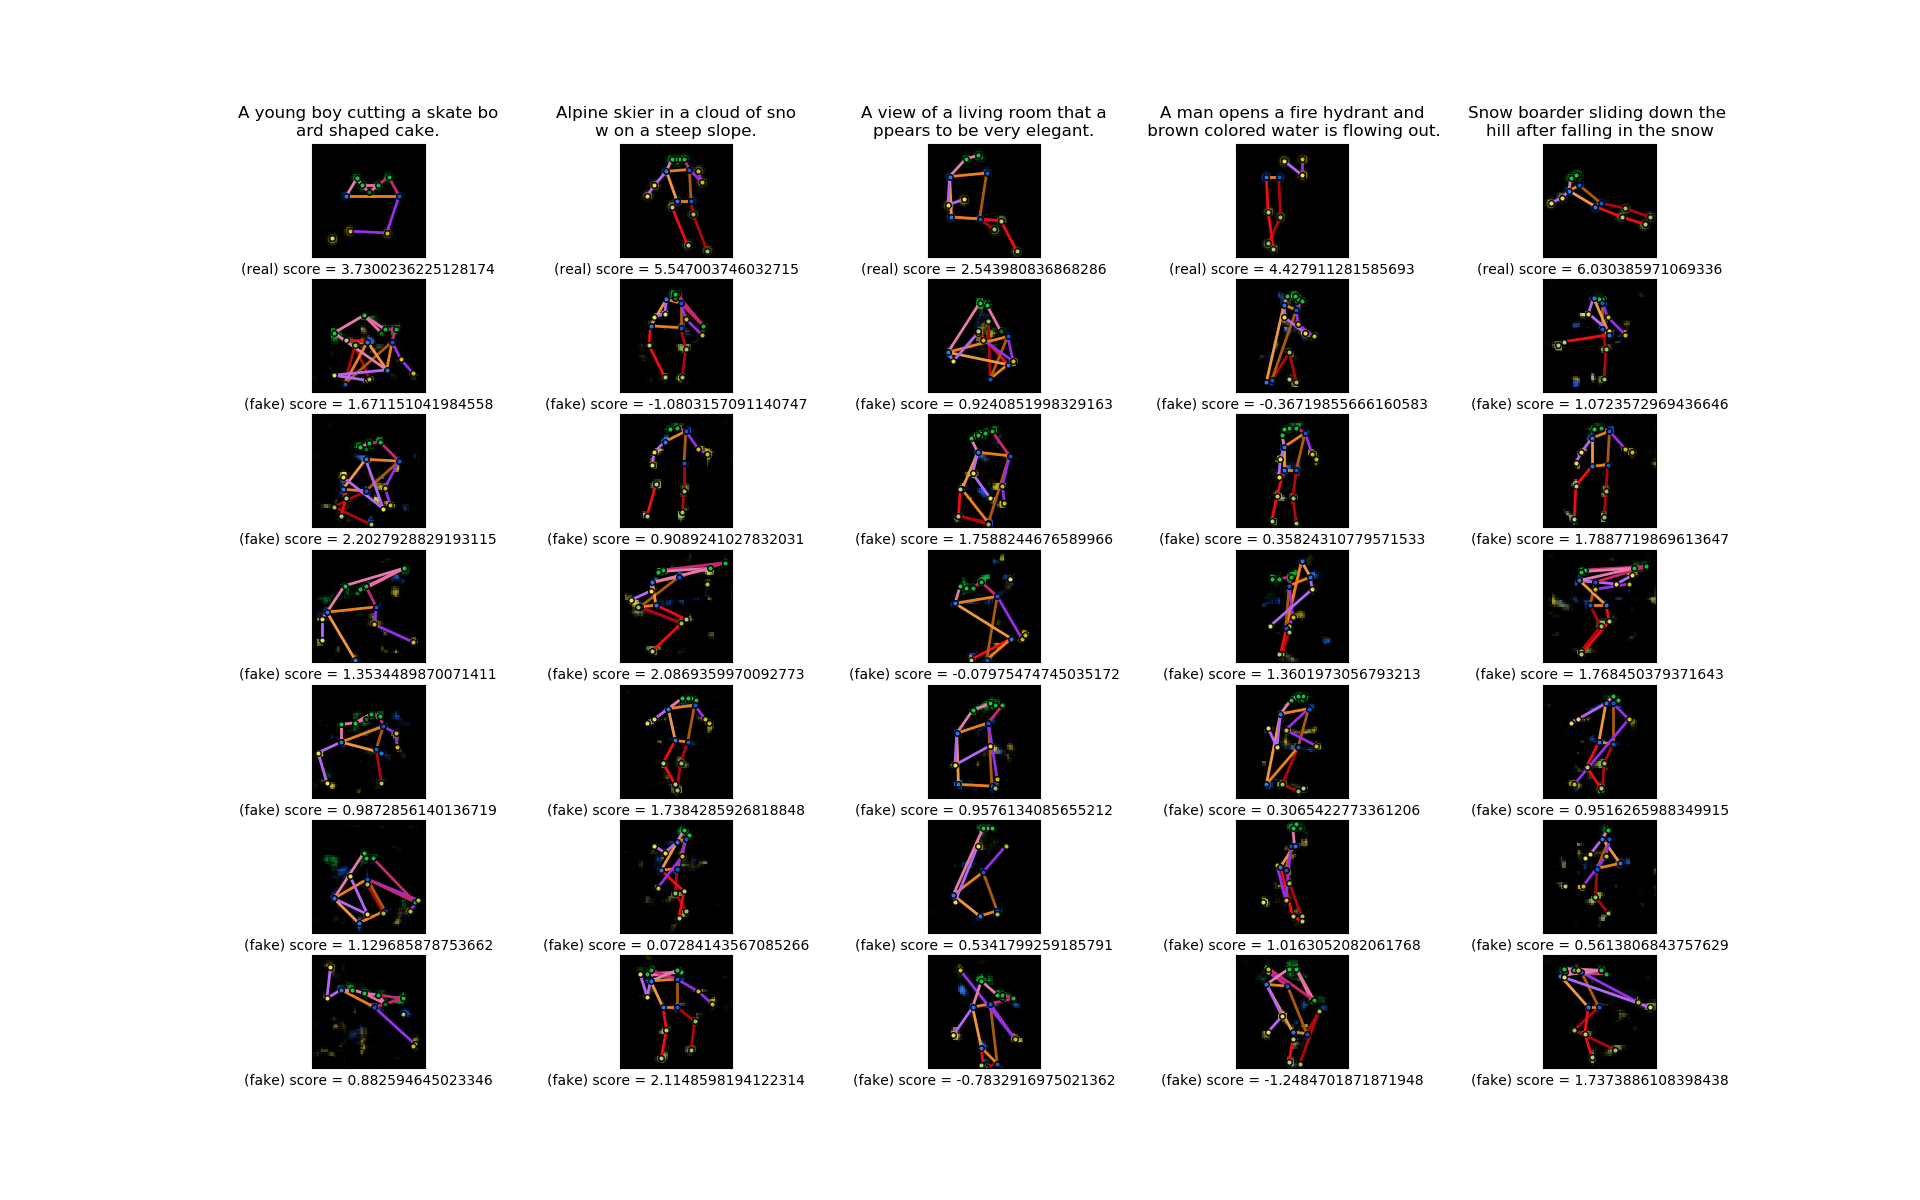 A young boy cutting a skate bo
ard shaped cake.
Alpine skier in a cloud of sno
w on a steep slope.
A view of a living room that a
ppears to be very elegant.
A man opens a fire hydrant and
brown colored water is flowing out.
Snow boarder sliding down the
hill after falling in the snow
(real) score = 3.7300236225128174
(real) score = 5.547003746032715
(real) score = 2.543980836868286
(real) score = 4.427911281585693
(real) score = 6.030385971069336
(fake) score = 1.671151041984558
(fake) score = -1.0803157091140747
(fake) score = 0.9240851998329163
(fake) score = -0.36719855666160583
(fake) score = 1.0723572969436646
(fake) score = 2.2027928829193115
(fake) score = 0.9089241027832031
(fake) score = 1.7588244676589966
(fake) score = 0.35824310779571533
(fake) score = 1.7887719869613647
(fake) score = 1.3534489870071411
(fake) score = 2.0869359970092773
(fake) score = -0.07975474745035172
(fake) score = 1.3601973056793213
(fake) score = 1.768450379371643
(fake) score = 0.9872856140136719
(fake) score = 1.7384285926818848
(fake) score = 0.9576134085655212
(fake) score = 0.3065422773361206
(fake) score = 0.9516265988349915
(fake) score = 1.129685878753662
(fake) score = 0.07284143567085266
(fake) score = 0.5341799259185791
(fake) score = 1.0163052082061768
(fake) score = 0.5613806843757629
(fake) score = 0.882594645023346
(fake) score = 2.1148598194122314
(fake) score = -0.7832916975021362
(fake) score = -1.2484701871871948
(fake) score = 1.7373886108398438